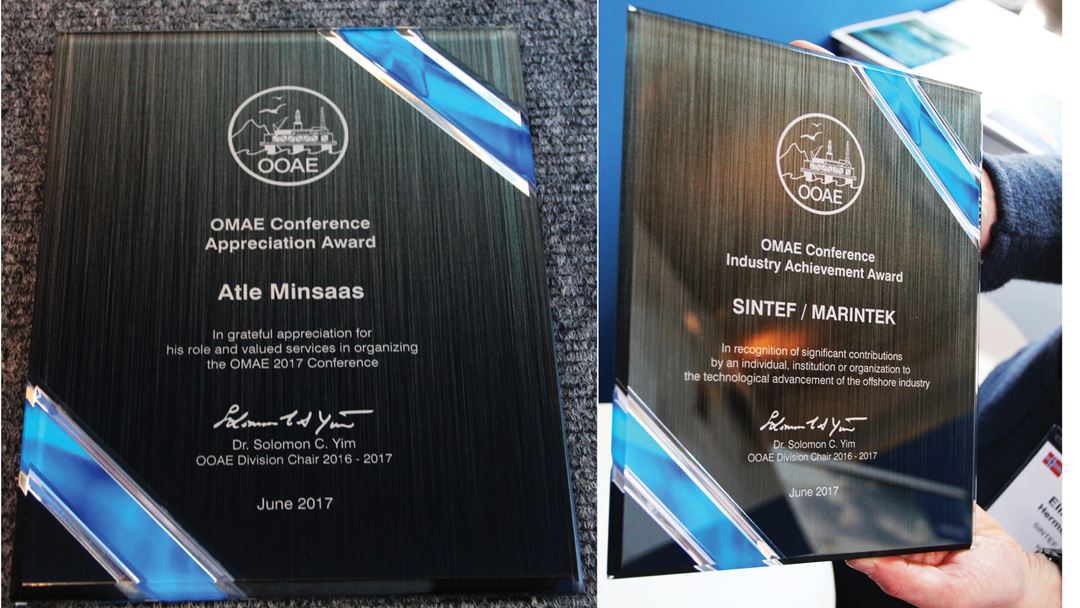 OOAE
OMAE Conference
Appreciation Award
Atle Minsaas
In grateful appreciation for
his role and valued services in organizing
the OMAE 2017 Conference
Dr. Solomon C. Yim
OOAE Division Chair 2016 - 2017
June 2017
OOAE
OMAE Conference
Industry Achievement Award
SINTEF / MARINTEK
In recognition of significant contributions
by an individual, institution or organization to
the technological advancement of the offshore industry
Dr. Solomon C. Yim
OOAE Division Chair 2016 - 2017
June 2017
SINTEF